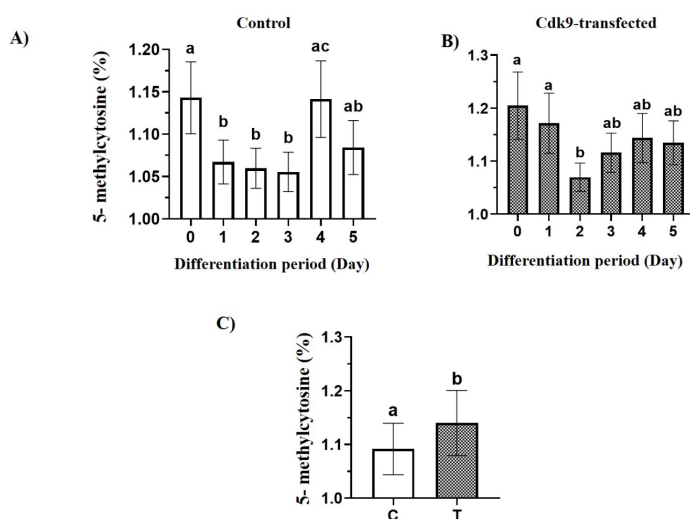 A)
Control
5- methylcytosine (%)
1.20
1.15
1.10
1.05
1.00
a
b
b
b
ac
ab
0 1 2 3 4 5
Differentiation period (Day)
B)
Cdk9-transfected
1.3
1.2
1.1
1.0
a
a
b
ab
ab
ab
0 1 2 3 4 5
Differentiation period (Day)
C)
5- methylcytosine (%)
1.3
1.2
1.1
1.0
a
b
C T